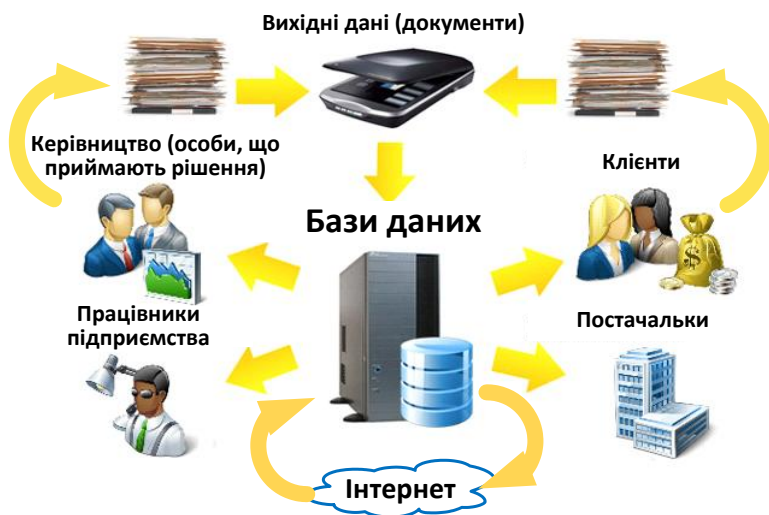 Вихідні дані (документи)
Керівництво (особи, що
приймають рішення)
Клієнти
Бази даних
Працівники
підприємства
Постачальки
Інтернет